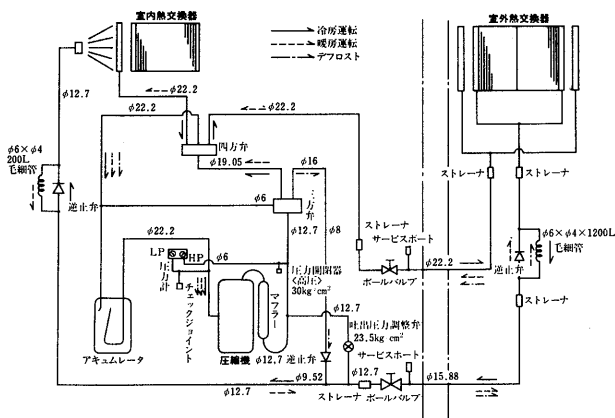 室内熱交換器
冷房運転
暖房運転
デフロスト
室外熱交換器
φ12.7
φ22.2
φ22.2
φ22.2
四方弁
φ19.05
φ16
φ6×φ4
200L
毛細管
逆止弁
φ6
三方弁
φ12.7
φ8
ストレーナ
ストレーナ
ストレーナ
サービスポート
φ6×φ4×1200L
毛細管
逆止弁
φ22.2
LP
HP
φ6
圧力計
チェックジョイント
圧力開閉器
<高圧>
30kg/cm²
φ22.2
ボールバルブ
ストレーナ
マフラー
圧縮機
アキュムレータ
φ12.7
吐出圧力調整弁
23.5kg/cm²
サービスポート
φ12.7
逆止弁
φ12.7
φ15.88
φ9.52
φ12.7
ストレーナ
ボールバルブ